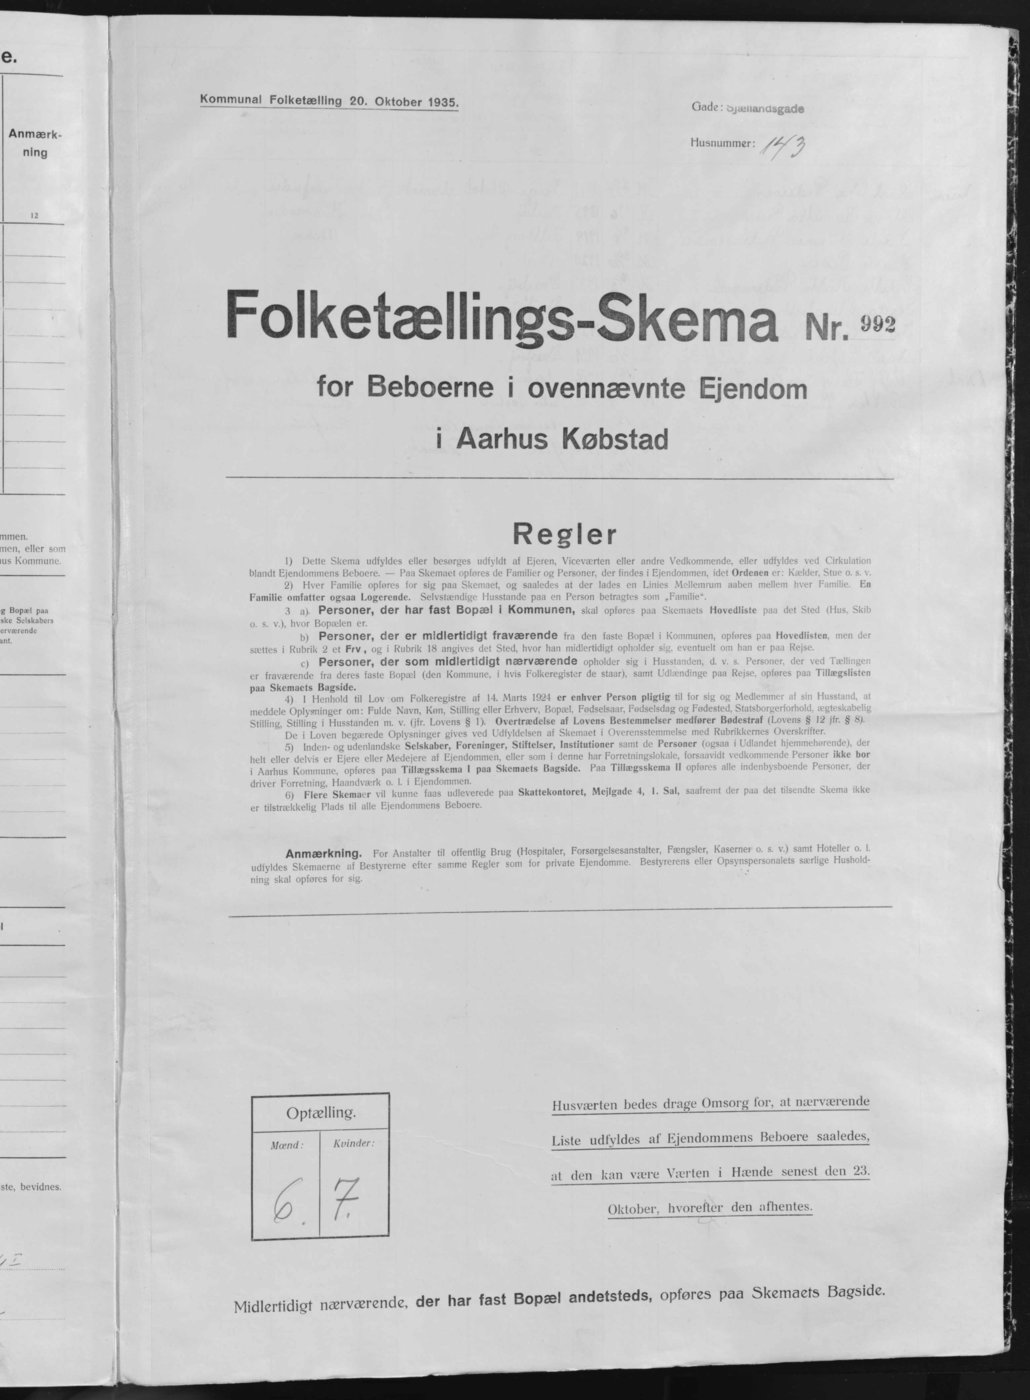 e.
Anmærk-
ning
12
mmen.
men, eller som
us Kommune.
g Bopæl paa
ske Selskabers
erværende
ant.
l
ste, bevidnes.
Kommunal Folketælling 20. Oktober 1935.
Gade: Sjællandsgade
Husnummer: 143
Folketællings-Skema Nr. 992
for Beboerne i ovennævnte Ejendom
i Aarhus Købstad
Regler
1) Dette Skema udfyldes eller besørges udfyldt af Ejeren, Viceværten eller andre Vedkommende, eller udfyldes ved Cirkulation
blandt Ejendommens Beboere. — Paa Skemaet opføres de Familier og Personer, der findes i Ejendommen, idet Ordenen er: Kælder, Stue o. s. v.
2) Hver Familie opføres for sig paa Skemaet, og saaledes at der lades en Linies Mellemrum aaben mellem hver Familie. En
Familie omfatter ogsaa Logerende. Selvstændige Husstande paa en Person betragtes som „Familie“.
3 a). Personer, der har fast Bopæl i Kommunen, skal opføres paa Skemaets Hovedliste paa det Sted (Hus, Skib
o. s. v.), hvor Bopælen er.
b) Personer, der er midlertidigt fraværende fra den faste Bopæl i Kommunen, opføres paa Hovedlisten, men der
sættes i Rubrik 2 et Frv., og i Rubrik 18 angives det Sted, hvor han midlertidigt opholder sig, eventuelt om han er paa Rejse.
c) Personer, der som midlertidigt nærværende opholder sig i Husstanden, d. v. s. Personer, der ved Tællingen
er fraværende fra deres faste Bopæl (den Kommune, i hvis Folkeregister de staar), samt Udlændinge paa Rejse, opføres paa Tillægslisten
paa Skemaets Bagside.
4) I Henhold til Lov om Folkeregistre af 14. Marts 1924 er enhver Person pligtig til for sig og Medlemmer af sin Husstand, at
meddele Oplysninger om: Fulde Navn, Køn, Stilling eller Erhverv, Bopæl, Fødselsaar, Fødselsdag og Fødested, Statsborgerforhold, ægteskabelig
Stilling, Stilling i Husstanden m. v. (jfr. Lovens § 1). Overtrædelse af Lovens Bestemmelser medfører Bødestraf (Lovens § 12 jfr. § 8).
De i Loven begærede Oplysninger gives ved Udfyldelsen af Skemaet i Overensstemmelse med Rubrikkernes Overskrifter.
5) Inden- og udenlandske Selskaber, Foreninger, Stiftelser, Institutioner samt de Personer (ogsaa i Udlandet hjemmehørende), der
helt eller delvis er Ejere eller Medejere af Ejendommen, eller som i denne har Forretningslokale, forsaavidt vedkommende Personer ikke bor
i Aarhus Kommune, opføres paa Tillægsskema I paa Skemaets Bagside. Paa Tillægsskema II opføres alle indenbysboende Personer, der
driver Forretning, Haandværk o. l. i Ejendommen.
6) Flere Skemaer vil kunne faas udleverede paa Skattekontoret, Mejlgade 4, 1. Sal, saafremt der paa det tilsendte Skema ikke
er tilstrækkelig Plads til alle Ejendommens Beboere.
Anmærkning. For Anstalter til offentlig Brug (Hospitaler, Forsørgelsesanstalter, Fængsler, Kaserner o. s. v.) samt Hoteller o. l.
udfyldes Skemaerne af Bestyrerne efter samme Regler som for private Ejendomme. Bestyrerens eller Opsynspersonalets særlige Hushold-
ning skal opføres for sig.
Optælling.
Mænd: Kvinder:
6. 7.
Husværten bedes drage Omsorg for, at nærværende
Liste udfyldes af Ejendommens Beboere saaledes,
at den kan være Værten i Hænde senest den 23.
Oktober, hvorefter den afhentes.
Midlertidigt nærværende, der har fast Bopæl andetsteds, opføres paa Skemaets Bagside.